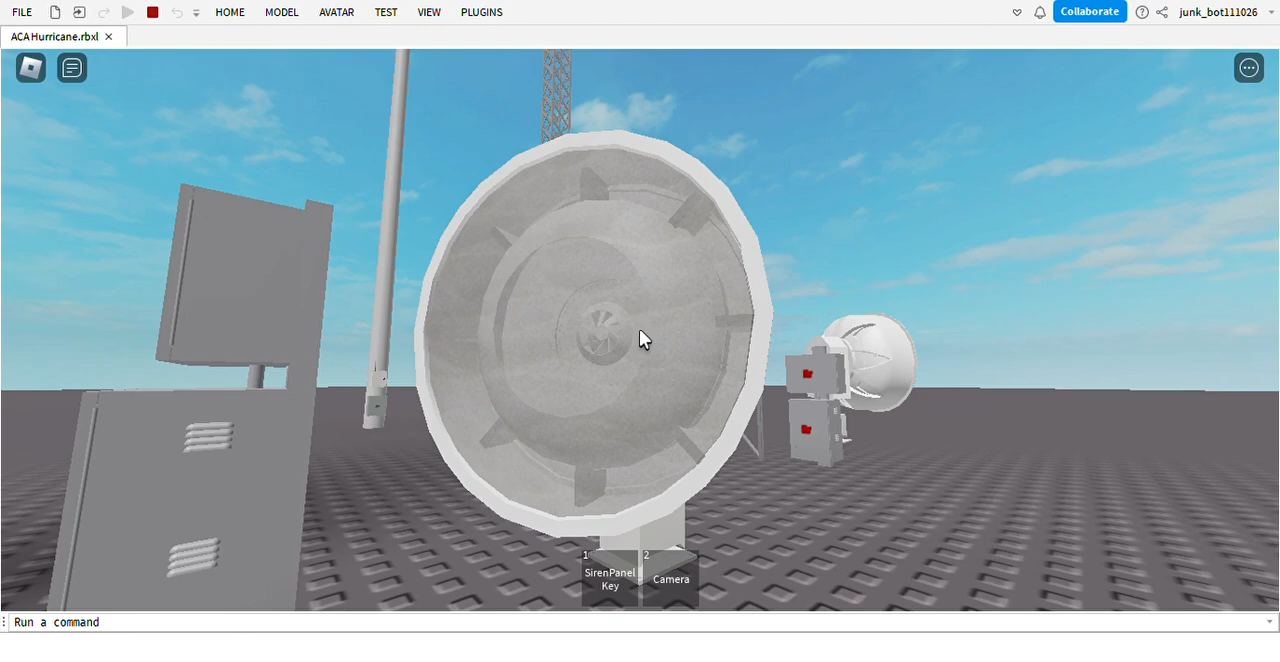 FILE HOME MODEL AVATAR TEST VIEW PLUGINS Collaborate junk_bot111026
ACAHurricane.rbxl
1 2
SirenPanel Camera
Key
Run a command